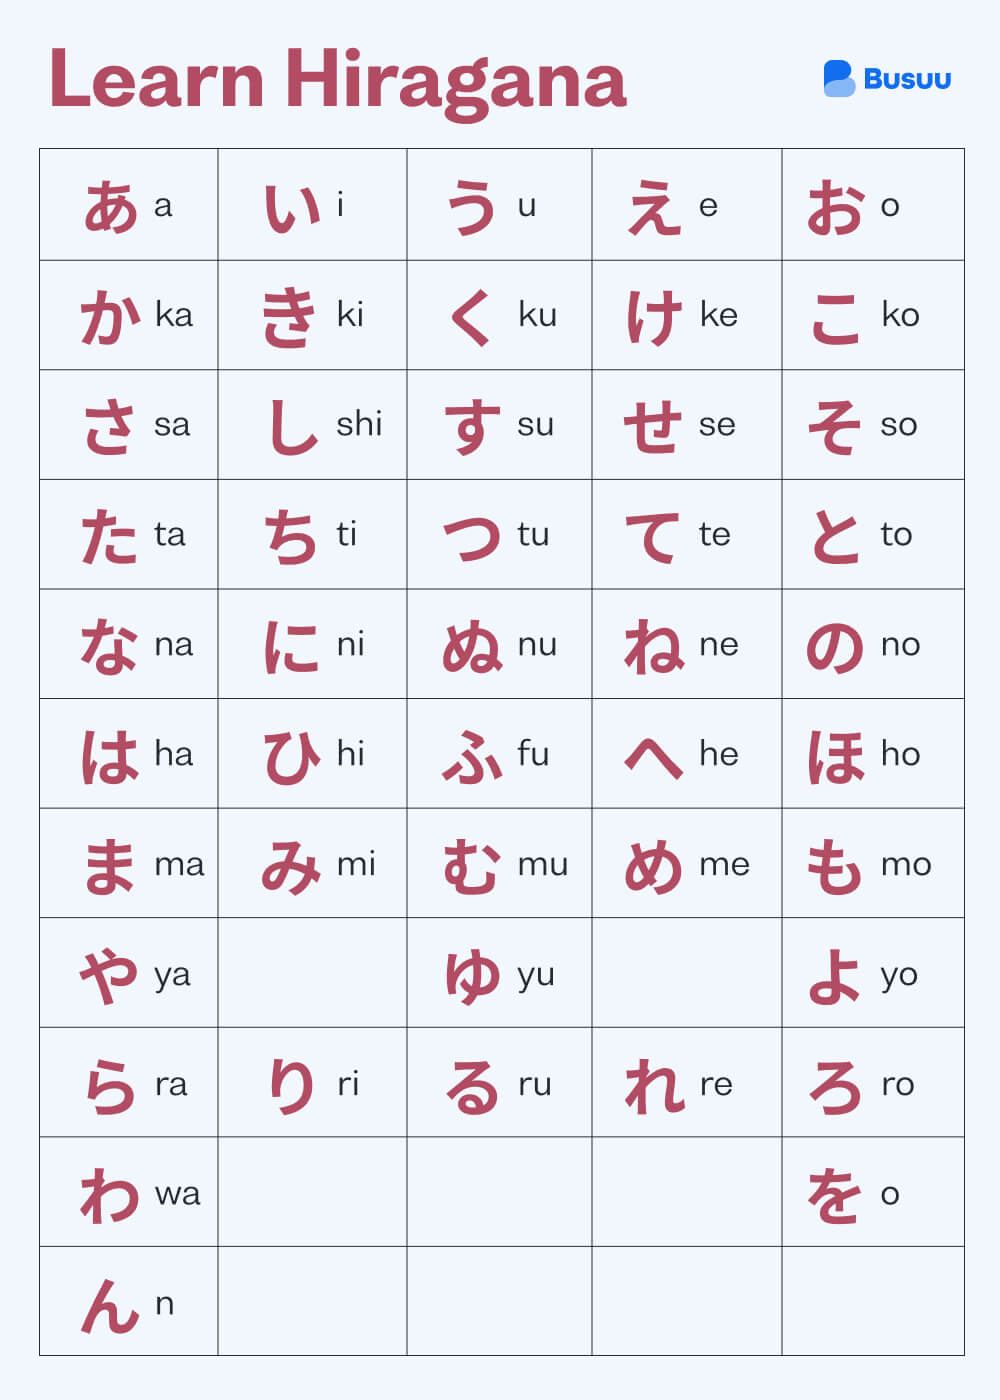 Learn Hiragana
Busuu
あ a い i う u え e お o
か ka き ki く ku け ke こ ko
さ sa し shi す su せ se そ so
た ta ち ti つ tu て te と to
な na に ni ぬ nu ね ne の no
は ha ひ hi ふ fu へ he ほ ho
ま ma み mi む mu め me も mo
や ya ゆ yu よ yo
ら ra り ri る ru れ re ろ ro
わ wa を o
ん n